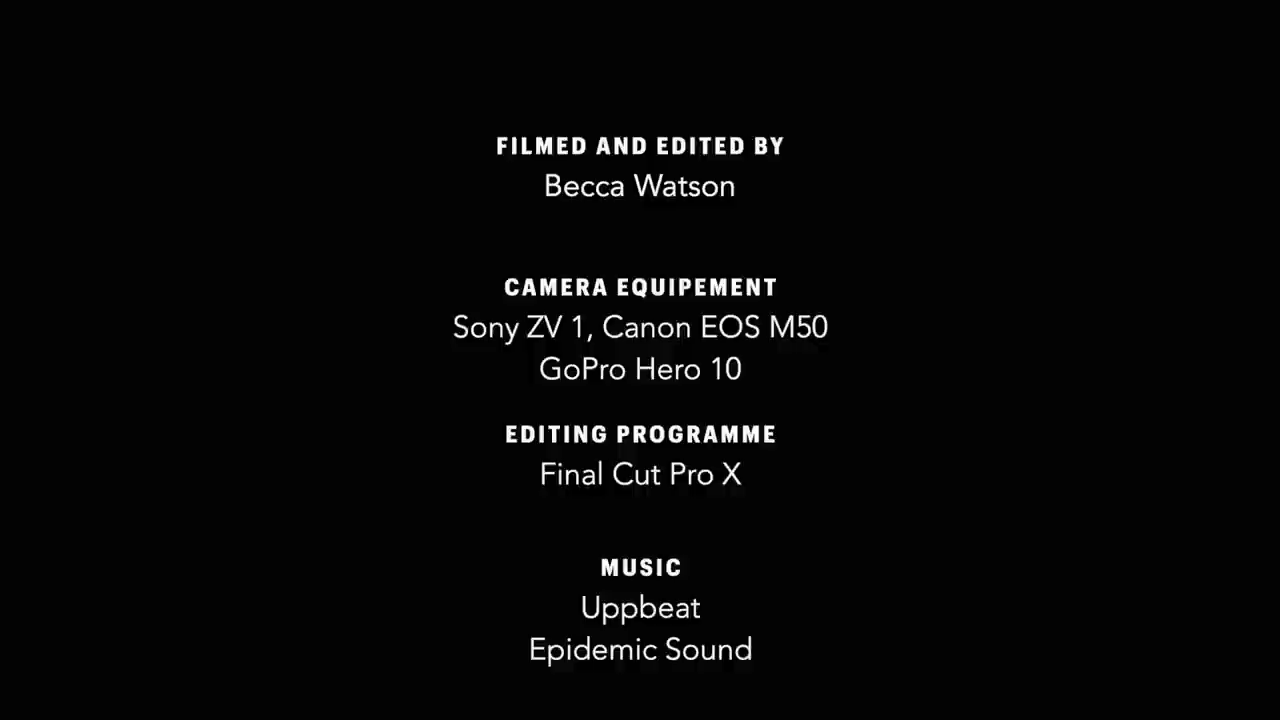 FILMED AND EDITED BY
Becca Watson
CAMERA EQUIPEMENT
Sony ZV 1, Canon EOS M50
GoPro Hero 10
EDITING PROGRAMME
Final Cut Pro X
MUSIC
Uppbeat
Epidemic Sound